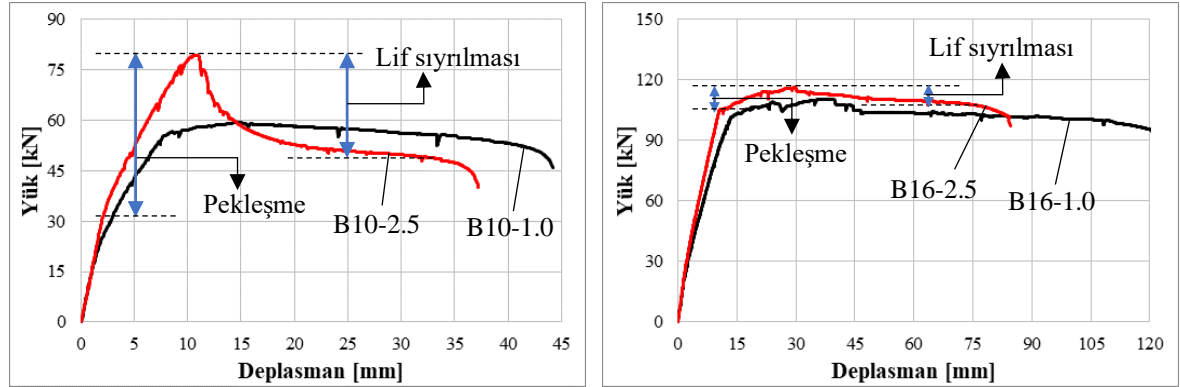 90
75
60
45
30
15
0
Yük [kN]
Lif sıyrılması
Pekleşme
B10-2.5
B10-1.0
0 5 10 15 20 25 30 35 40 45
Deplasman [mm]
150
120
90
60
30
0
Yük [kN]
Lif sıyrılması
Pekleşme
B16-2.5
B16-1.0
0 15 30 45 60 75 90 105 120
Deplasman [mm]